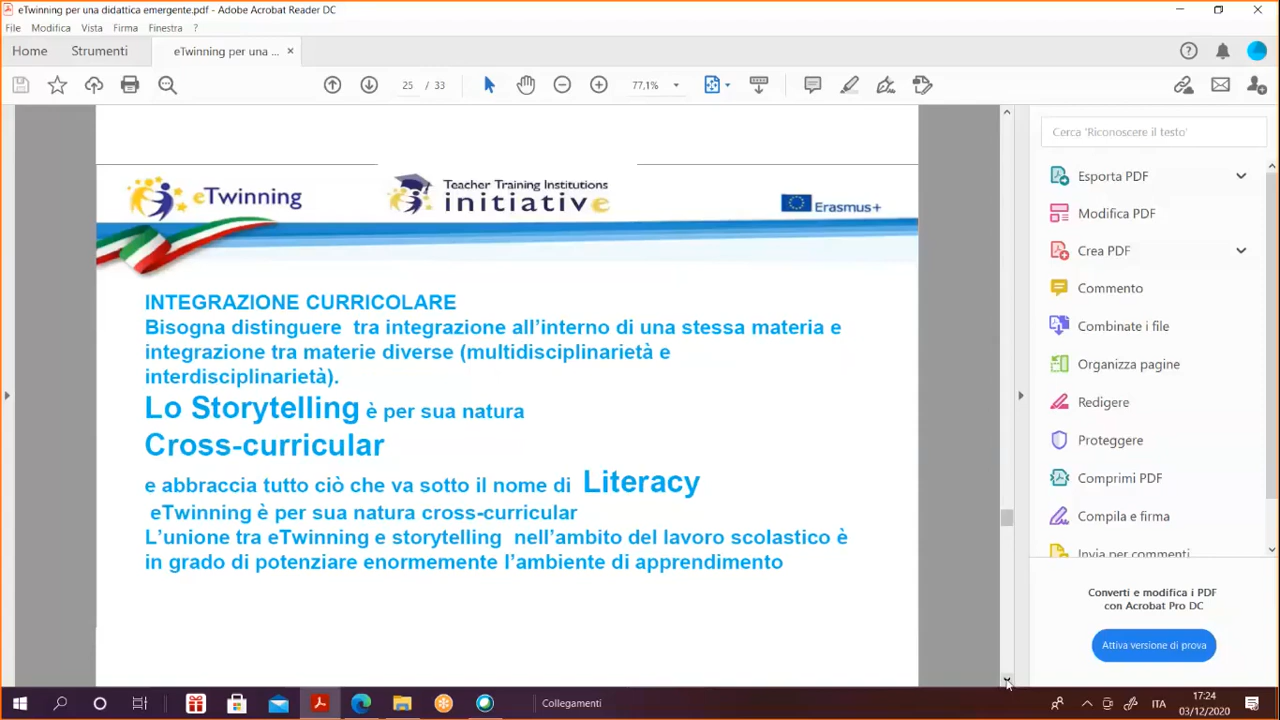 eTwinning per una didattica emergente.pdf - Adobe Acrobat Reader DC
File Modifica Vista Firma Finestra ?
Home Strumenti eTwinning per una ... ×
25 / 33 77,1%
Cerca 'Riconoscere il testo'
Esporta PDF
Modifica PDF
Crea PDF
Commento
Combinate i file
Organizza pagine
Redigere
Proteggere
Comprimi PDF
Compila e firma
Invia per commenti
Converti e modifica i PDF
con Acrobat Pro DC
Attiva versione di prova
eTwinning
Teacher Training Institutions
initiative
Erasmus+
INTEGRAZIONE CURRICOLARE
Bisogna distinguere tra integrazione all’interno di una stessa materia e
integrazione tra materie diverse (multidisciplinarietà e
interdisciplinarietà).
Lo Storytelling è per sua natura
Cross-curricular
e abbraccia tutto ciò che va sotto il nome di Literacy
eTwinning è per sua natura cross-curricular
L’unione tra eTwinning e storytelling nell’ambito del lavoro scolastico è
in grado di potenziare enormemente l’ambiente di apprendimento
Collegamenti
ITA
17:24
03/12/2020